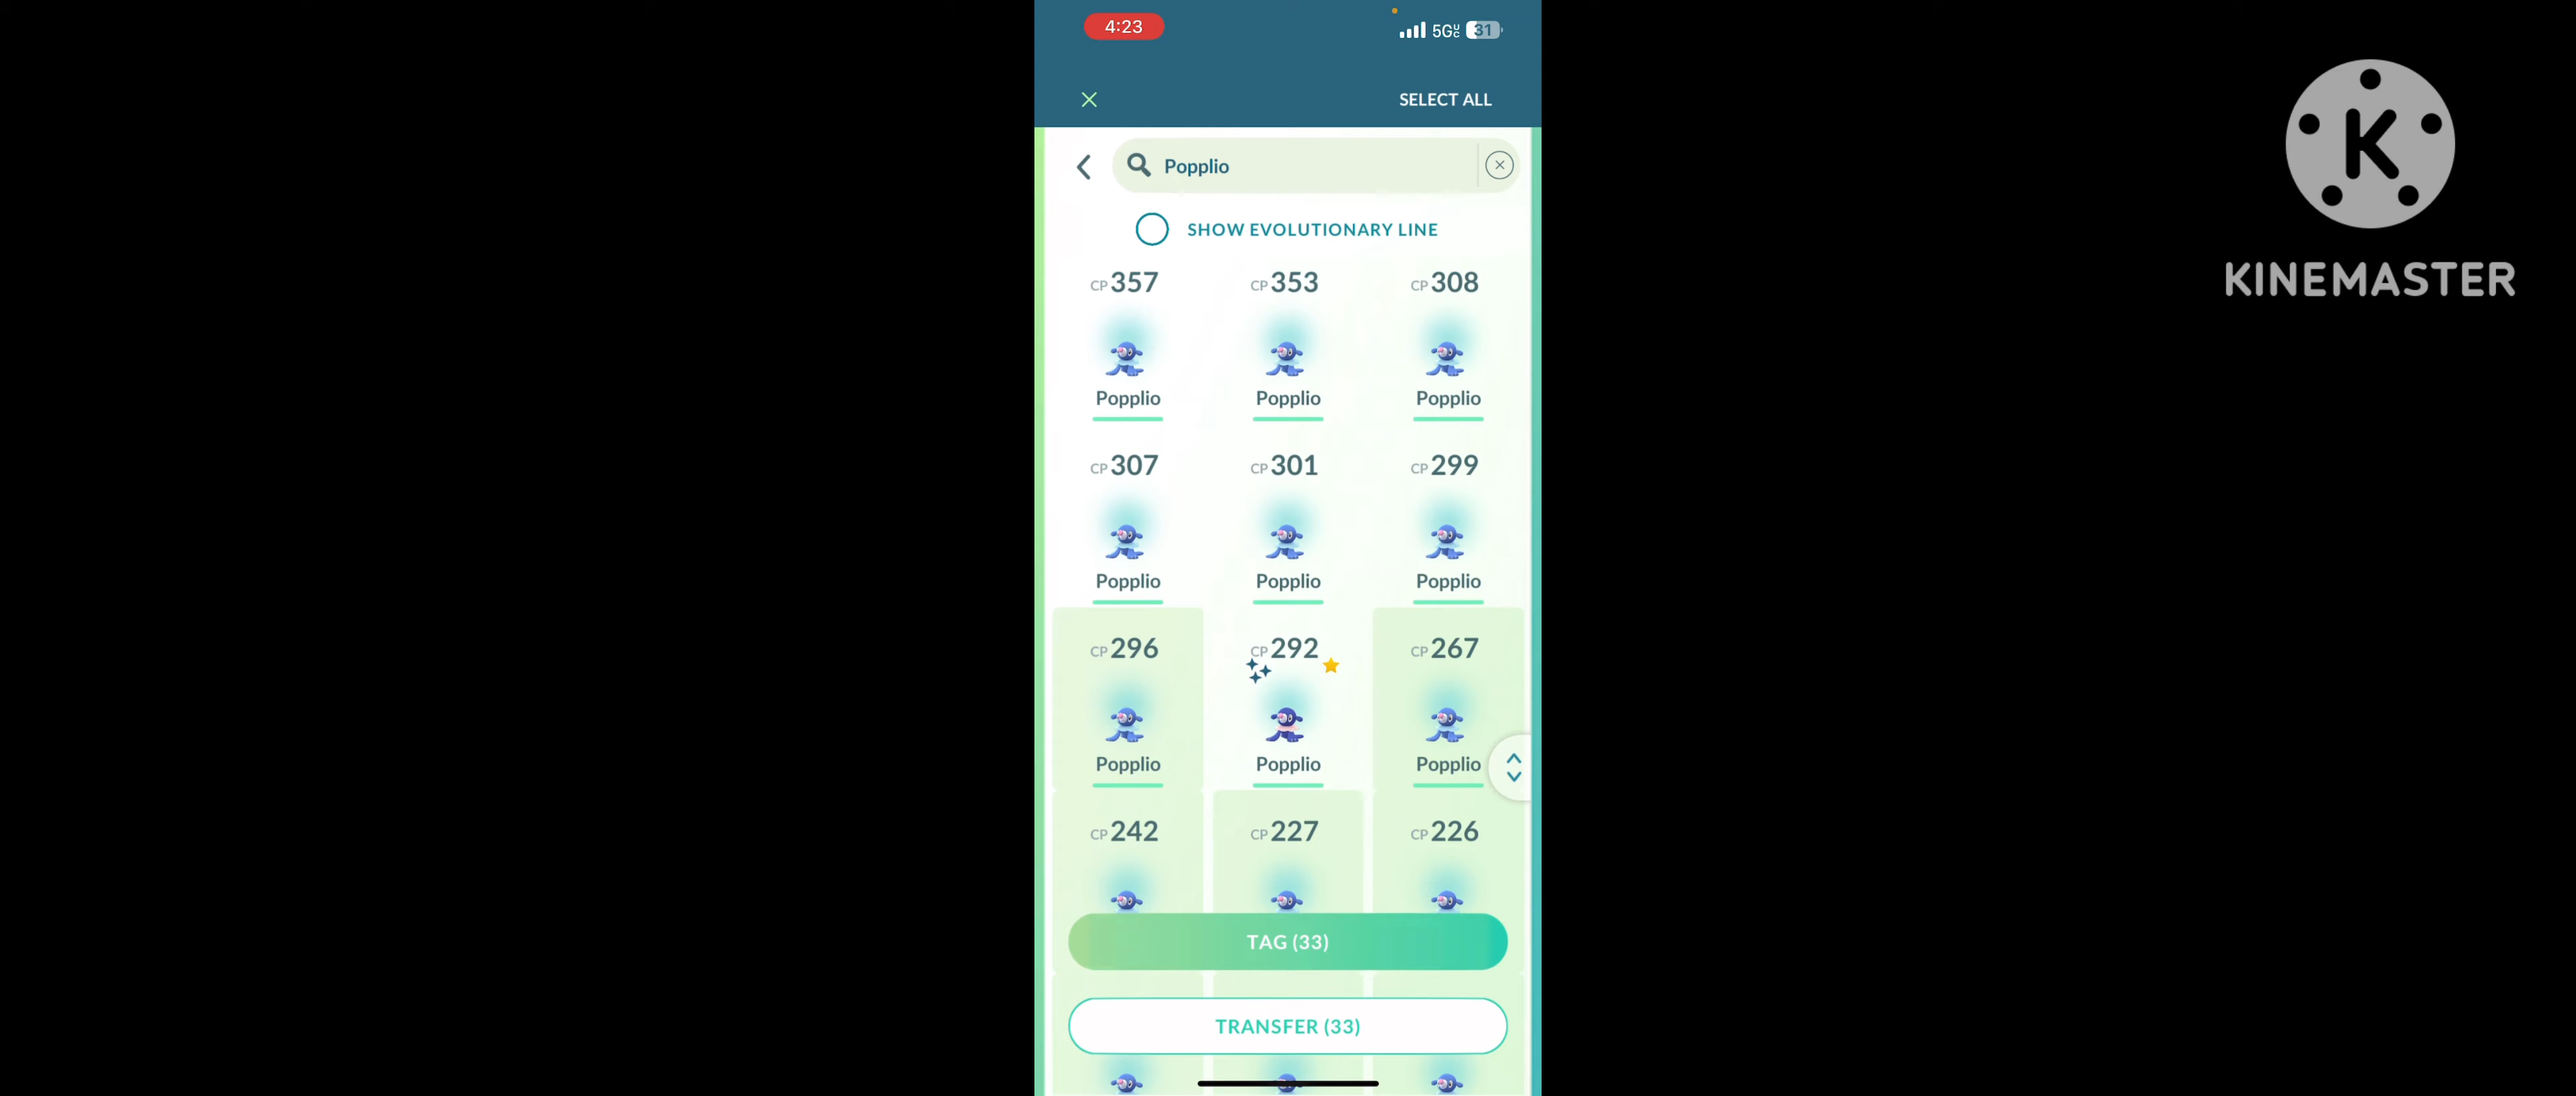 4:23
5G UC 31
SELECT ALL
Popplio
SHOW EVOLUTIONARY LINE
CP 357 CP 353 CP 308
Popplio Popplio Popplio
CP 307 CP 301 CP 299
Popplio Popplio Popplio
CP 296 CP 292 CP 267
Popplio Popplio Popplio
CP 242 CP 227 CP 226
TAG (33)
TRANSFER (33)
K
KINEMASTER